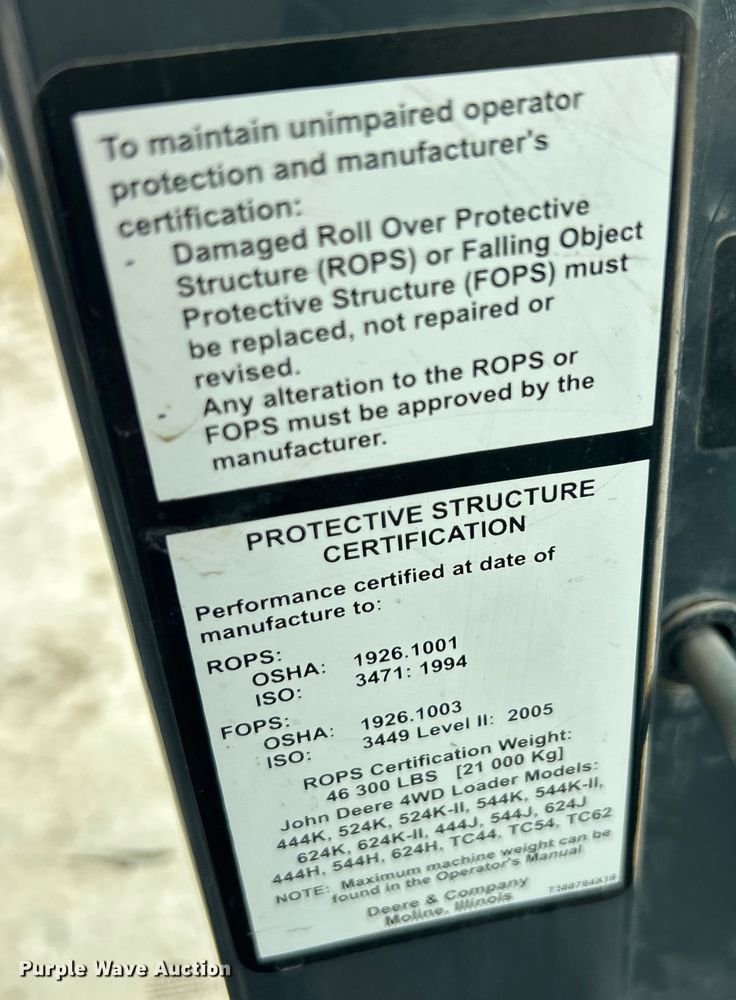 To maintain unimpaired operator
protection and manufacturer's
certification:
- Damaged Roll Over Protective
Structure (ROPS) or Falling Object
Protective Structure (FOPS) must
be replaced, not repaired or
revised.
- Any alteration to the ROPS or
FOPS must be approved by the
manufacturer.
PROTECTIVE STRUCTURE
CERTIFICATION
Performance certified at date of
manufacture to:
ROPS:
OSHA: 1926.1001
ISO: 3471: 1994
FOPS:
OSHA: 1926.1003
ISO: 3449 Level II: 2005
ROPS Certification Weight:
46 300 LBS [21 000 Kg]
John Deere 4WD Loader Models:
444K, 524K, 524K-II, 544K, 544K-II,
624K, 624K-II, 444J, 544J, 624J
444H, 544H, 624H, TC44, TC54, TC62
NOTE: Maximum machine weight can be
found in the Operator's Manual
Deere & Company
Moline, Illinois
Purple Wave Auction